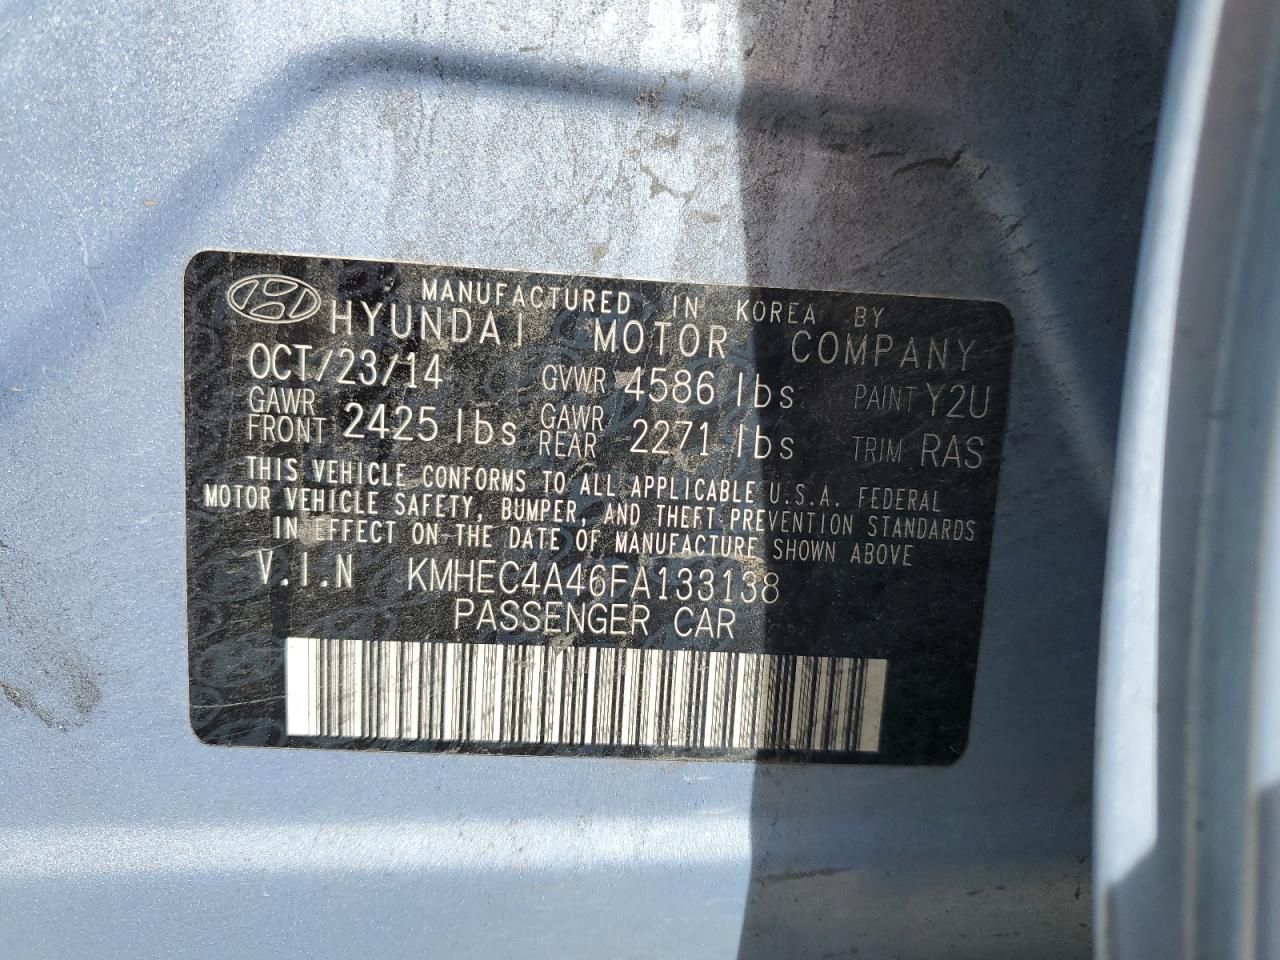 MANUFACTURED IN KOREA BY
HYUNDAI MOTOR COMPANY
OCT/23/14 GVWR 4586 lbs PAINT Y2U
GAWR FRONT 2425 lbs GAWR REAR 2271 lbs TRIM RAS
THIS VEHICLE CONFORMS TO ALL APPLICABLE U.S.A. FEDERAL
MOTOR VEHICLE SAFETY, BUMPER, AND THEFT PREVENTION STANDARDS
IN EFFECT ON THE DATE OF MANUFACTURE SHOWN ABOVE
V.I.N KMHEC4A46FA133138
PASSENGER CAR